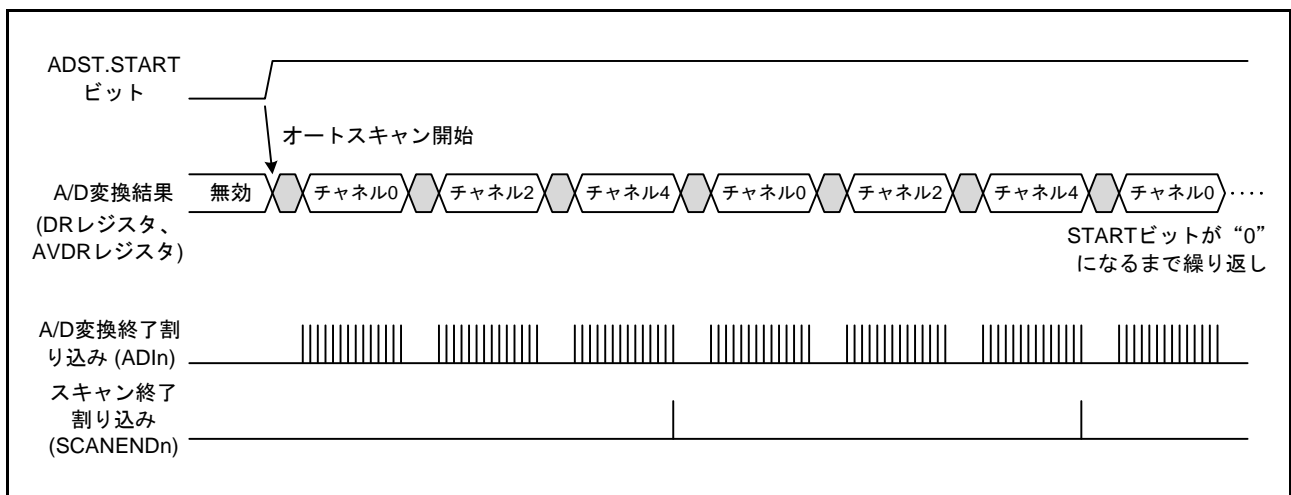 ADST.START
ビット
オートスキャン開始
A/D変換結果
(DRレジスタ、
AVDRレジスタ)
無効
チャネル0
チャネル2
チャネル4
チャネル0
チャネル2
チャネル4
チャネル0
‥‥
STARTビットが“0”
になるまで繰り返し
A/D変換終了割
り込み (ADIn)
スキャン終了
割り込み
(SCANENDn)